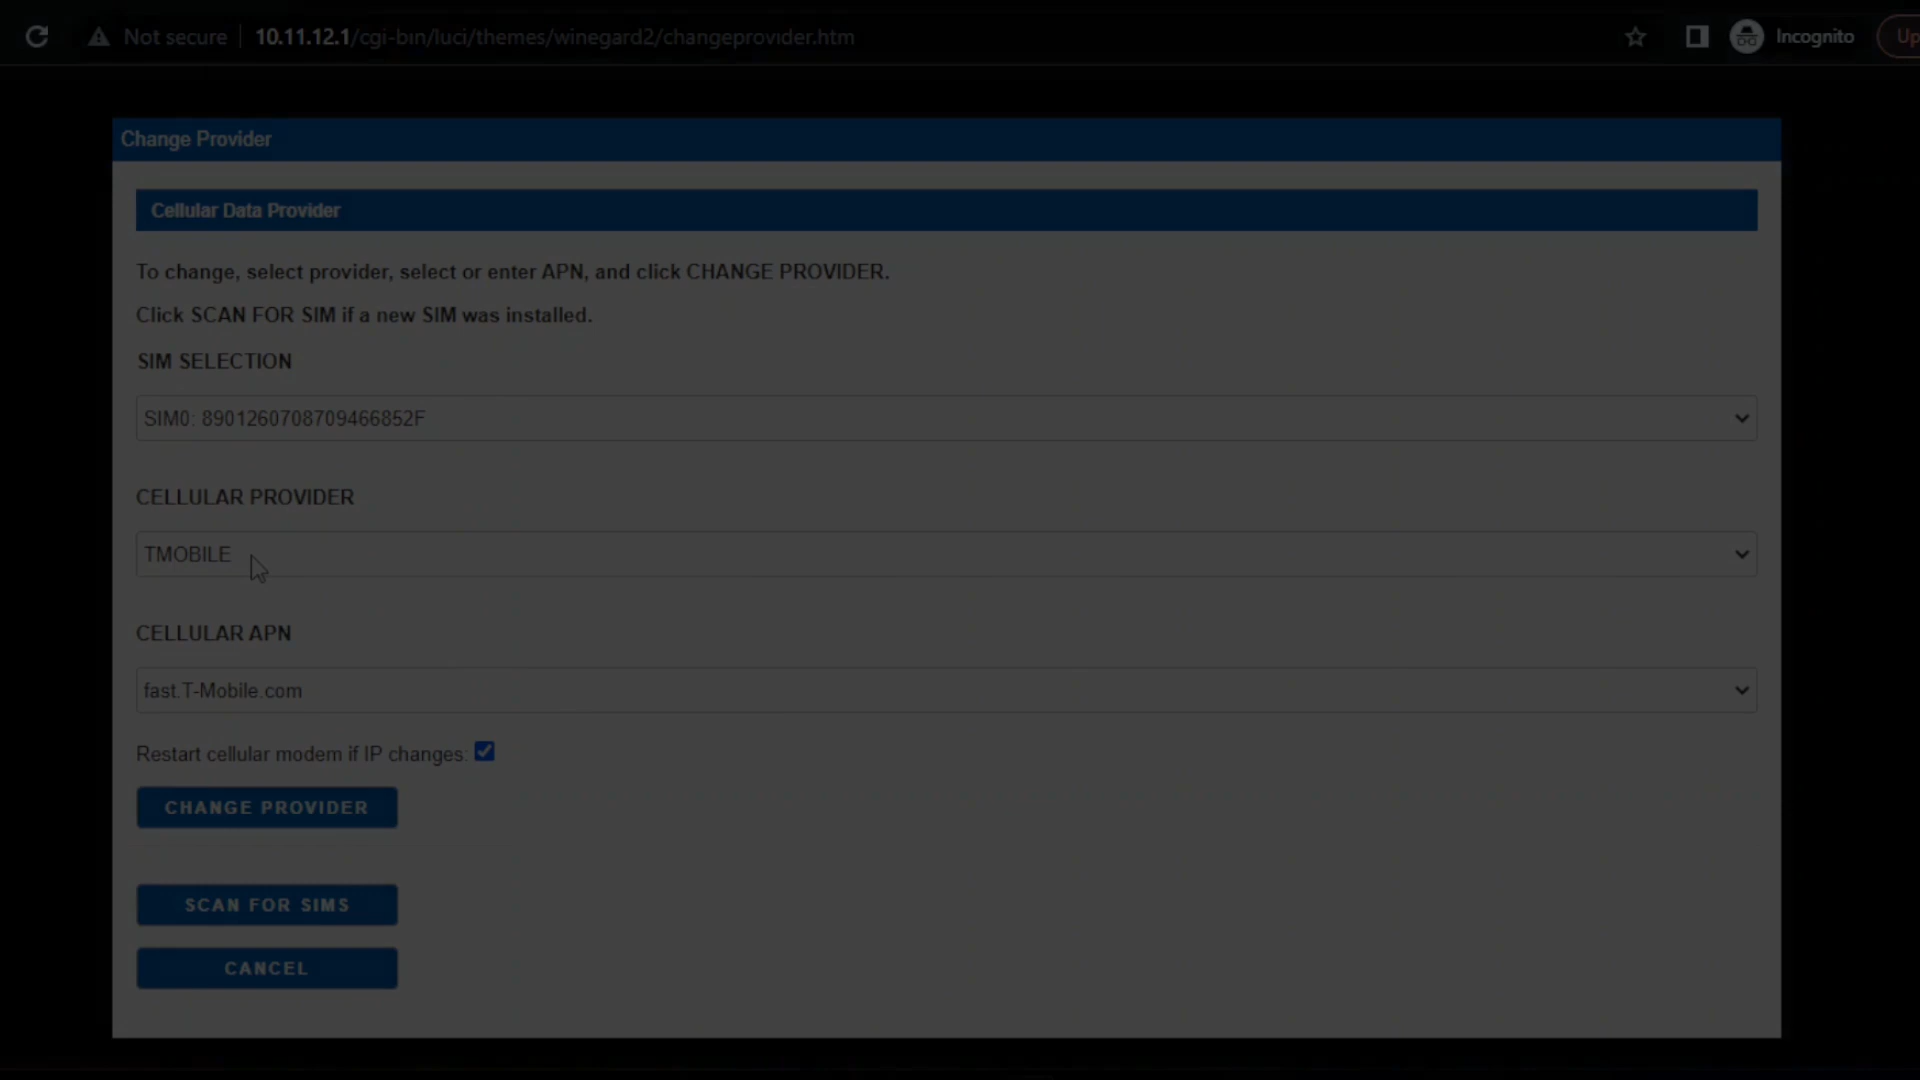 Not secure 10.11.12.1/cgi-bin/luci/themes/winegard2/changeprovider.htm Incognito Up
Change Provider
Cellular Data Provider
To change, select provider, select or enter APN, and click CHANGE PROVIDER.
Click SCAN FOR SIM if a new SIM was installed.
SIM SELECTION
SIM0: 8901260708709466852F
CELLULAR PROVIDER
TMOBILE
CELLULAR APN
fast.T-Mobile.com
Restart cellular modem if IP changes:
CHANGE PROVIDER
SCAN FOR SIMS
CANCEL